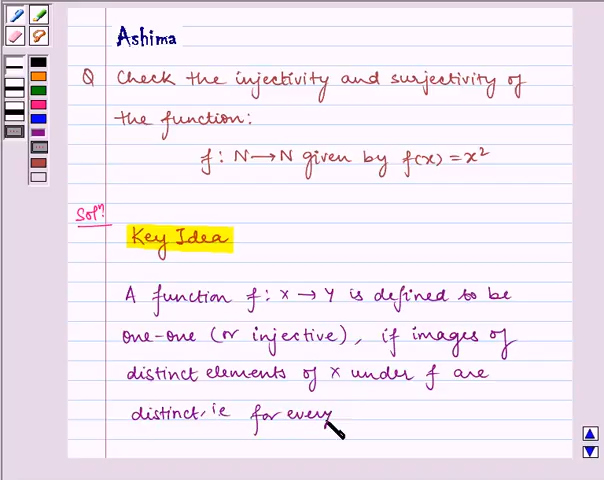 Ashima
Q Check the injectivity and surjectivity of
the function:
f: N→N given by f(x) = x²
Solⁿ:
Key Idea
A function f: X → Y is defined to be
one-one (or injective), if images of
distinct elements of X under f are
distinct, ie for every